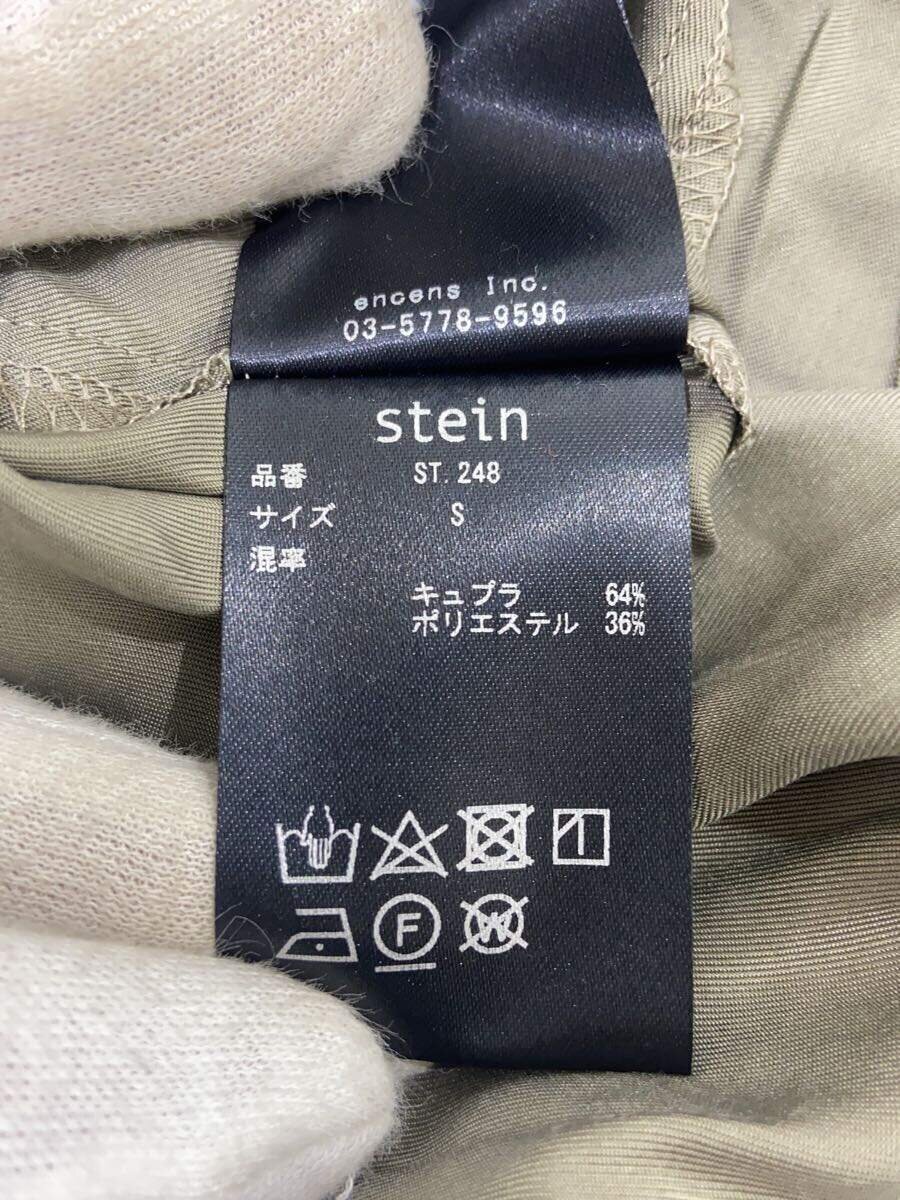 encens Inc.
03-5778-9596
stein
品番 ST.248
サイズ S
混率
キュプラ 64%
ポリエステル 36%
F W